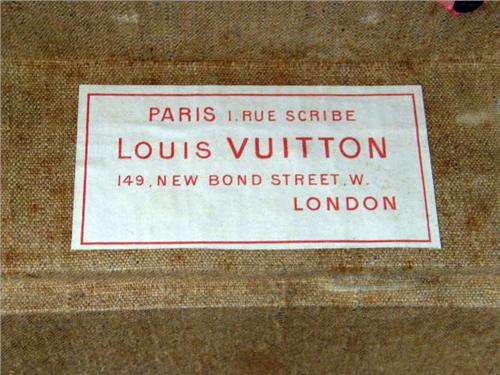 PARIS 1. RUE SCRIBE
LOUIS VUITTON
149, NEW BOND STREET, W.
LONDON